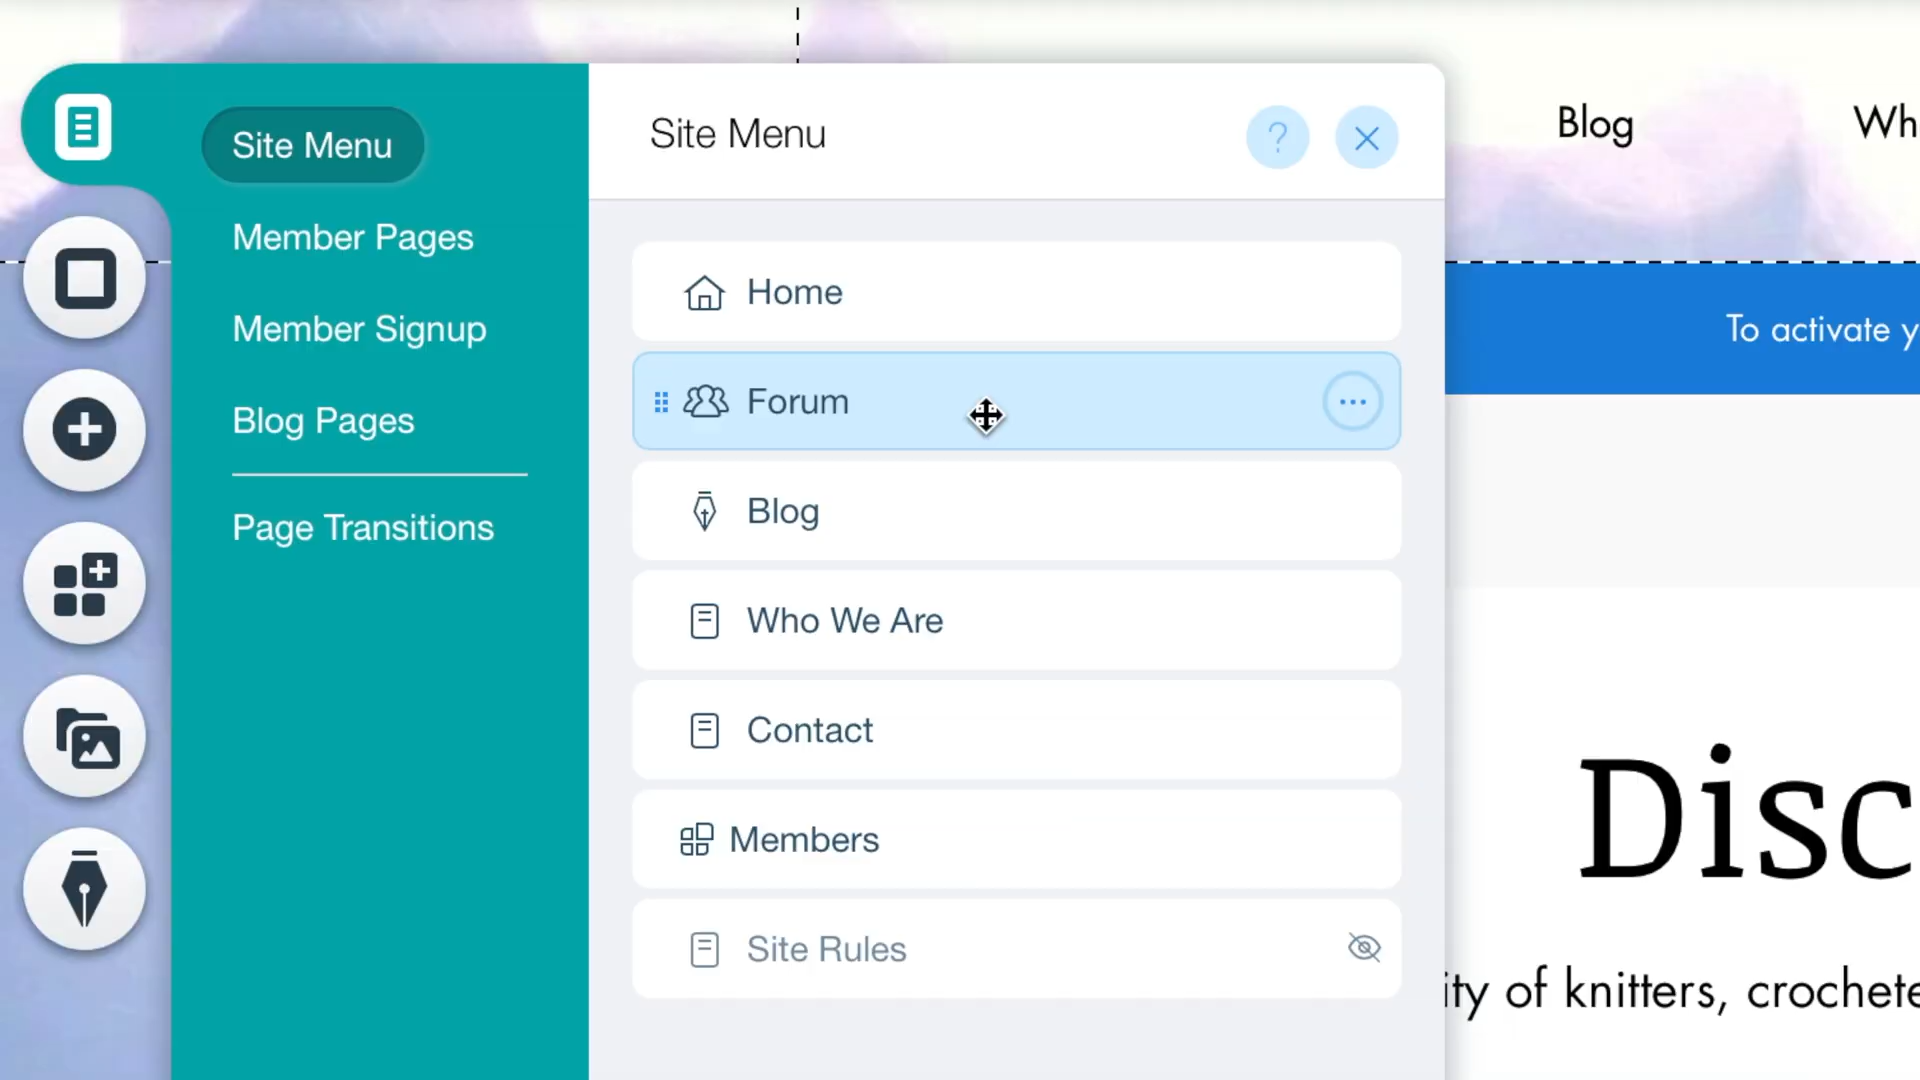 Site Menu
Member Pages
Member Signup
Blog Pages
Page Transitions
Site Menu
?
Home
Forum
Blog
Who We Are
Contact
Members
Site Rules
Blog
Wh
To activate y
Disc
ity of knitters, crochete